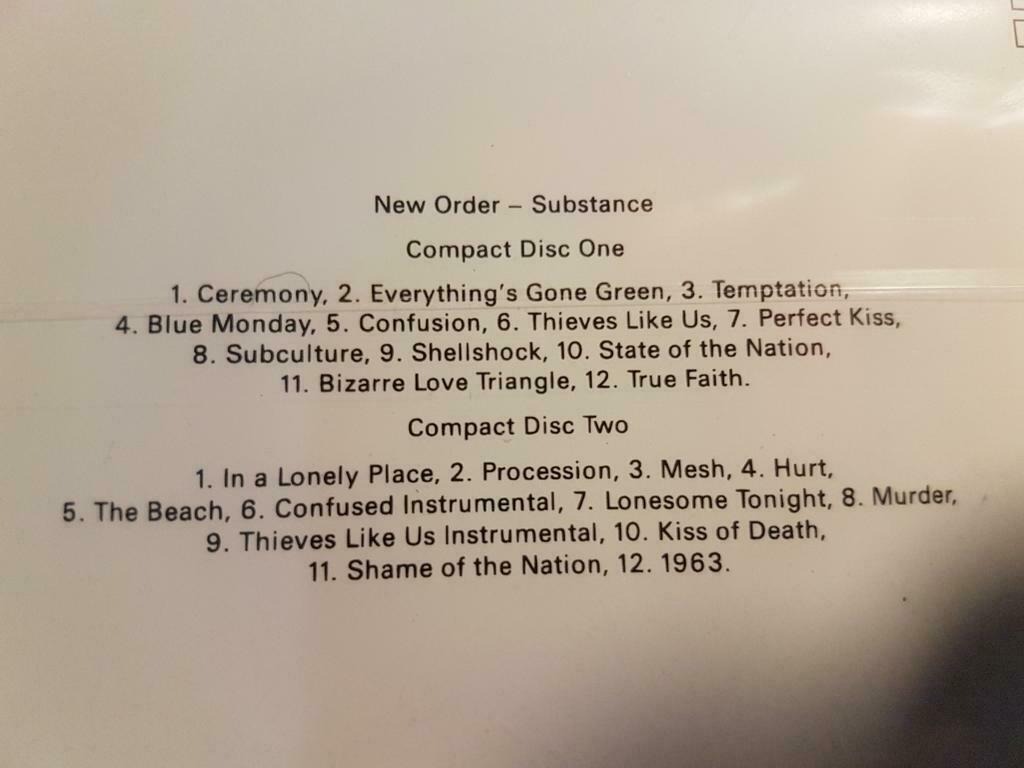 New Order – Substance
Compact Disc One
1. Ceremony, 2. Everything's Gone Green, 3. Temptation,
4. Blue Monday, 5. Confusion, 6. Thieves Like Us, 7. Perfect Kiss,
8. Subculture, 9. Shellshock, 10. State of the Nation,
11. Bizarre Love Triangle, 12. True Faith.
Compact Disc Two
1. In a Lonely Place, 2. Procession, 3. Mesh, 4. Hurt,
5. The Beach, 6. Confused Instrumental, 7. Lonesome Tonight, 8. Murder,
9. Thieves Like Us Instrumental, 10. Kiss of Death,
11. Shame of the Nation, 12. 1963.